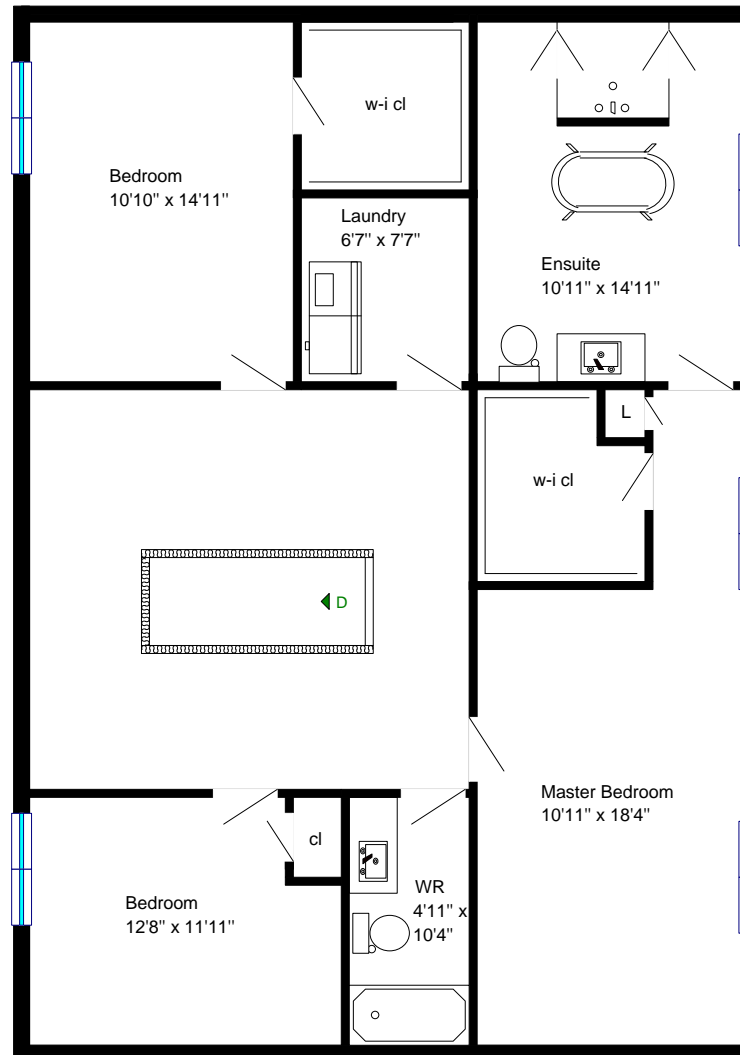 w-i cl
Bedroom
10'10" x 14'11"
Laundry
6'7" x 7'7"
Ensuite
10'11" x 14'11"
L
w-i cl
D
Master Bedroom
10'11" x 18'4"
cl
WR
4'11" x
10'4"
Bedroom
12'8" x 11'11"